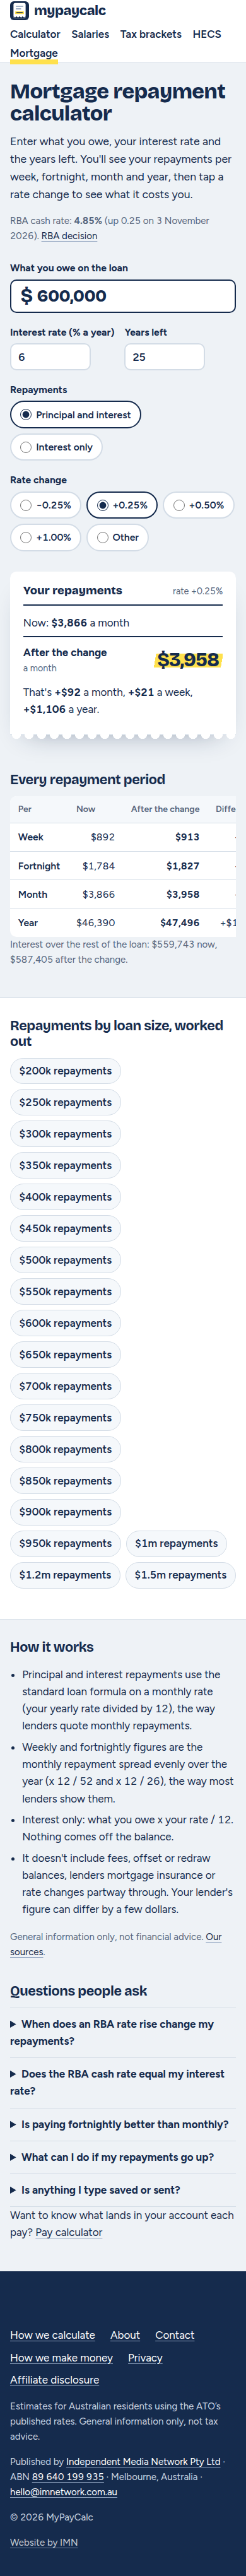 mypaycalc
Calculator Salaries Tax brackets HECS
Mortgage
Mortgage repayment
calculator
Enter what you owe, your interest rate and
the years left. You'll see your repayments per
week, fortnight, month and year, then tap a
rate change to see what it costs you.
RBA cash rate: 4.85% (up 0.25 on 3 November
2026). RBA decision
What you owe on the loan
$ 600,000
Interest rate (% a year) Years left
6 25
Repayments
Principal and interest
Interest only
Rate change
−0.25% +0.25% +0.50%
+1.00% Other
Your repayments rate +0.25%
Now: $3,866 a month
After the change
a month
$3,958
That's +$92 a month, +$21 a week,
+$1,106 a year.
Every repayment period
Per Now After the change Diffe
Week $892 $913
Fortnight $1,784 $1,827
Month $3,866 $3,958
Year $46,390 $47,496 +$1
Interest over the rest of the loan: $559,743 now,
$587,405 after the change.
Repayments by loan size, worked
out
$200k repayments
$250k repayments
$300k repayments
$350k repayments
$400k repayments
$450k repayments
$500k repayments
$550k repayments
$600k repayments
$650k repayments
$700k repayments
$750k repayments
$800k repayments
$850k repayments
$900k repayments
$950k repayments $1m repayments
$1.2m repayments $1.5m repayments
How it works
• Principal and interest repayments use the
standard loan formula on a monthly rate
(your yearly rate divided by 12), the way
lenders quote monthly repayments.
• Weekly and fortnightly figures are the
monthly repayment spread evenly over the
year (x 12 / 52 and x 12 / 26), the way most
lenders show them.
• Interest only: what you owe x your rate / 12.
Nothing comes off the balance.
• It doesn't include fees, offset or redraw
balances, lenders mortgage insurance or
rate changes partway through. Your lender's
figure can differ by a few dollars.
General information only, not financial advice. Our
sources.
Questions people ask
When does an RBA rate rise change my
repayments?
Does the RBA cash rate equal my interest
rate?
Is paying fortnightly better than monthly?
What can I do if my repayments go up?
Is anything I type saved or sent?
Want to know what lands in your account each
pay? Pay calculator
How we calculate About Contact
How we make money Privacy
Affiliate disclosure
Estimates for Australian residents using the ATO's
published rates. General information only, not tax
advice.
Published by Independent Media Network Pty Ltd ·
ABN 89 640 199 935 · Melbourne, Australia ·
hello@imnetwork.com.au
© 2026 MyPayCalc
Website by IMN